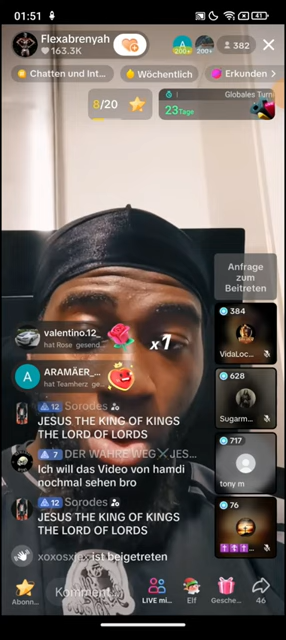 01:51
41
Flexabrenyah
163.3K
200+
200+
382
Chatten und Int...
Wöchentlich
Erkunden
8/20
Globales Turn
23 Tage
Anfrage
zum
Beitreten
384
VidaLoc...
628
Sugarm...
717
tony m
76
valentino.12_
hat Rose gesend...
x1
ARAMÄER_...
hat Teamherz ge...
12 Sorodes
JESUS THE KING OF KINGS
THE LORD OF LORDS
7 DER WAHRE WEG JES...
Ich will das Video von hamdi
nochmal sehen bro
12 Sorodes
JESUS THE KING OF KINGS
THE LORD OF LORDS
ist beigetreten
Abonn...
Komment
LIVE mi...
Elf
Gesche...
46